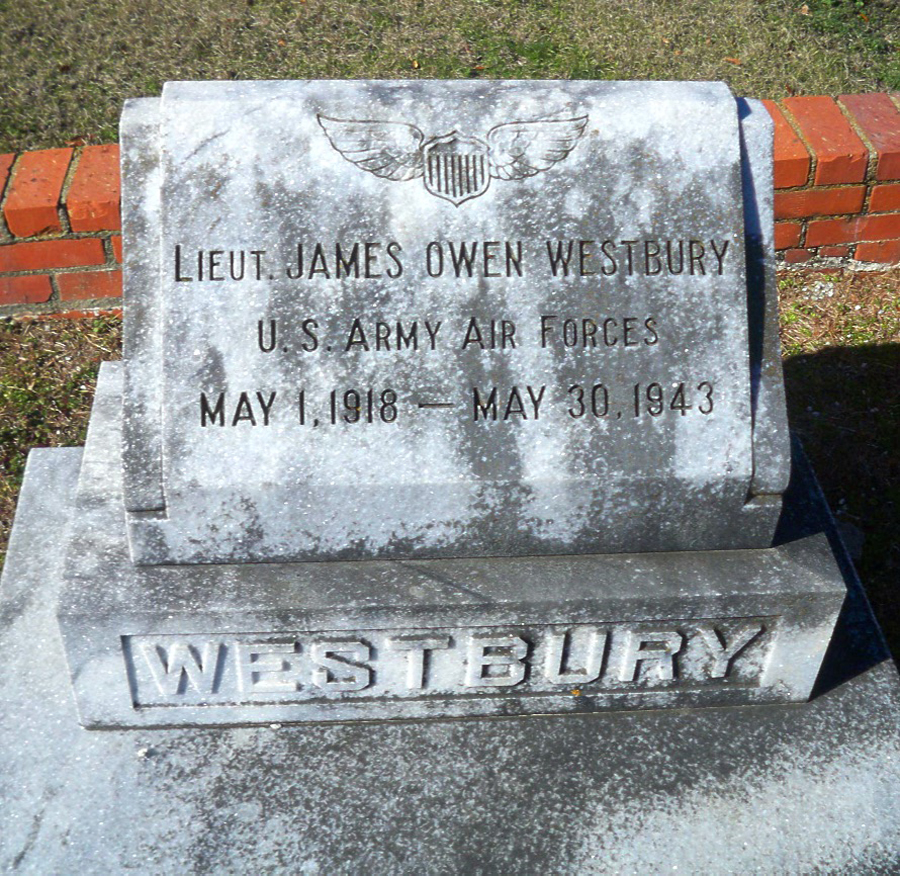 LIEUT. JAMES OWEN WESTBURY
U. S. ARMY AIR FORCES
MAY 1, 1918 — MAY 30, 1943
WESTBURY